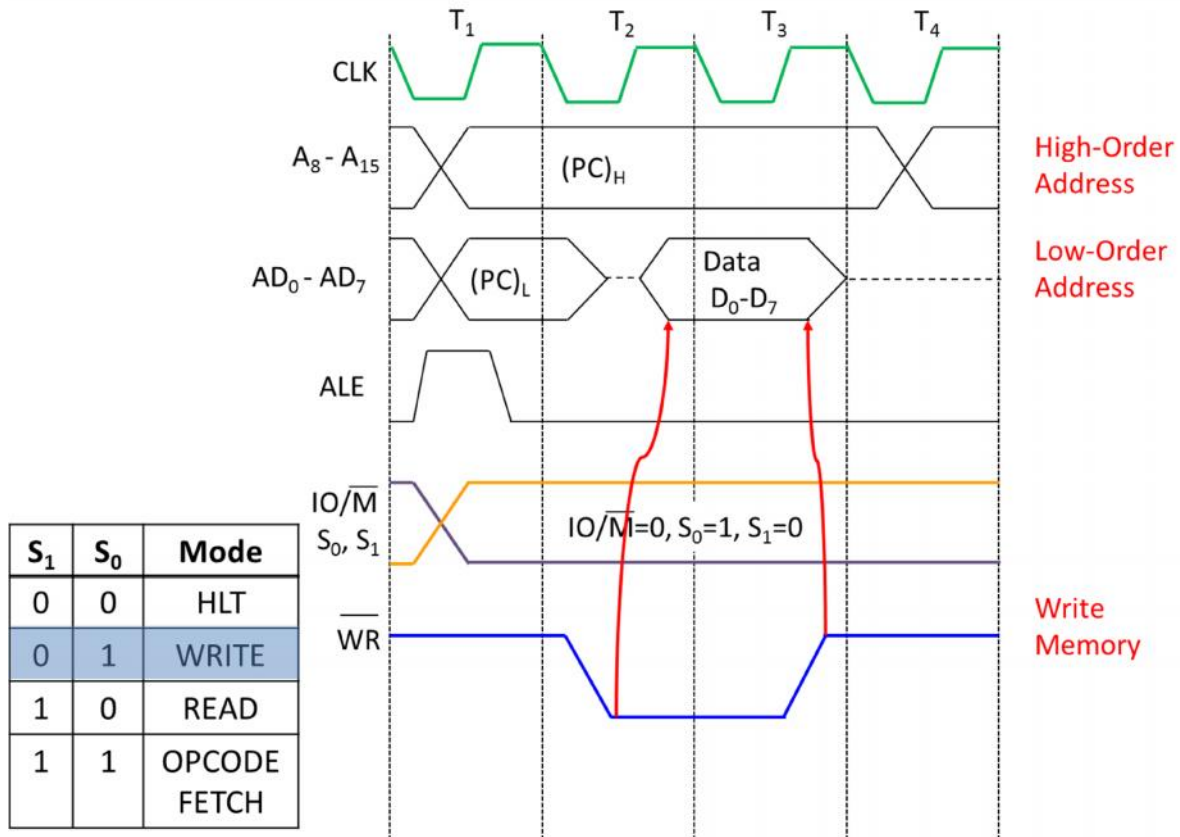 T₁ T₂ T₃ T₄
CLK
A₈ - A₁₅ (PC)H High-Order
Address
AD₀ - AD₇ (PC)L Data
D₀-D₇ Low-Order
Address
ALE
IO/M̅
S₀, S₁ IO/M̅=0, S₀=1, S₁=0
W̅R̅ Write
Memory
S₁ S₀ Mode
0 0 HLT
0 1 WRITE
1 0 READ
1 1 OPCODE
FETCH